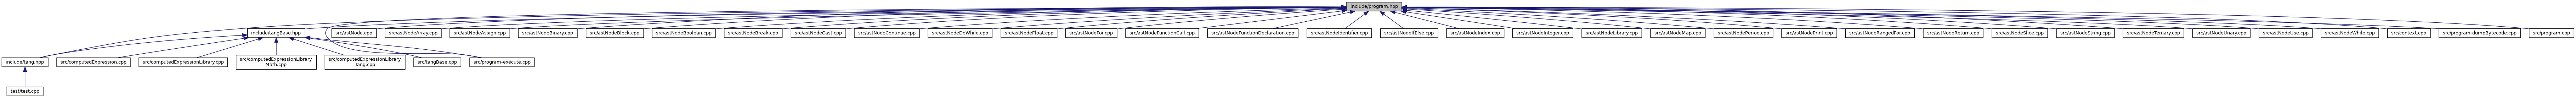 include/program.hpp
include/tangBase.hpp
src/astNode.cpp
src/astNodeArray.cpp
src/astNodeAssign.cpp
src/astNodeBinary.cpp
src/astNodeBlock.cpp
src/astNodeBoolean.cpp
src/astNodeBreak.cpp
src/astNodeCast.cpp
src/astNodeContinue.cpp
src/astNodeDoWhile.cpp
src/astNodeFloat.cpp
src/astNodeFor.cpp
src/astNodeFunctionCall.cpp
src/astNodeFunctionDeclaration.cpp
src/astNodeIdentifier.cpp
src/astNodeIfElse.cpp
src/astNodeIndex.cpp
src/astNodeInteger.cpp
src/astNodeLibrary.cpp
src/astNodeMap.cpp
src/astNodePeriod.cpp
src/astNodePrint.cpp
src/astNodeRangedFor.cpp
src/astNodeReturn.cpp
src/astNodeSlice.cpp
src/astNodeString.cpp
src/astNodeTernary.cpp
src/astNodeUnary.cpp
src/astNodeUse.cpp
src/astNodeWhile.cpp
src/context.cpp
src/program-dumpBytecode.cpp
src/program.cpp
include/tang.hpp
src/computedExpression.cpp
src/computedExpressionLibrary.cpp
src/computedExpressionLibrary
Math.cpp
src/computedExpressionLibrary
Tang.cpp
src/tangBase.cpp
src/program-execute.cpp
test/test.cpp